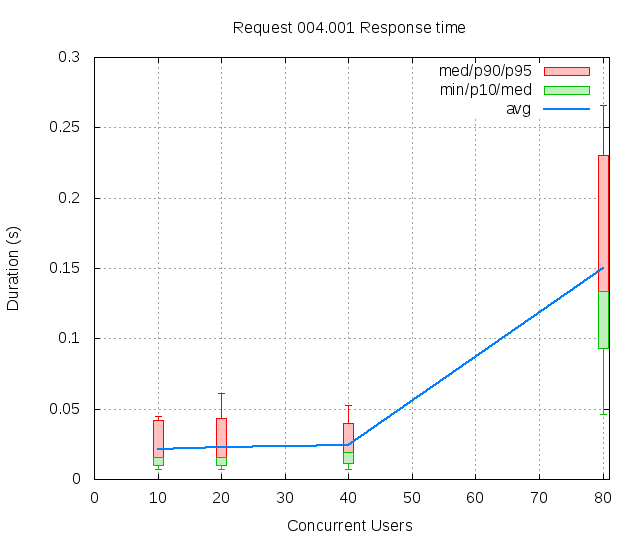 Request 004.001 Response time
med/p90/p95
min/p10/med
avg
0.3
0.25
0.2
0.15
0.1
0.05
0
0 10 20 30 40 50 60 70 80
Duration (s)
Concurrent Users